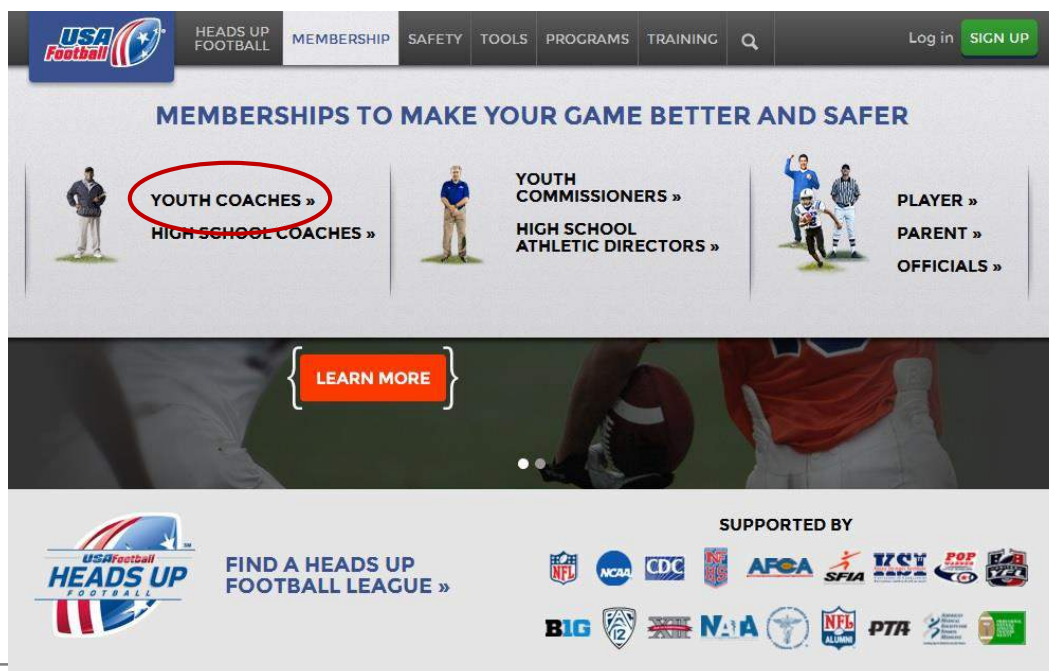 USA Football
HEADS UP
FOOTBALL
MEMBERSHIP
SAFETY
TOOLS
PROGRAMS
TRAINING
Log in
SIGN UP
MEMBERSHIPS TO MAKE YOUR GAME BETTER AND SAFER
YOUTH COACHES »
HIGH SCHOOL COACHES »
YOUTH
COMMISSIONERS »
HIGH SCHOOL
ATHLETIC DIRECTORS »
PLAYER »
PARENT »
OFFICIALS »
{ LEARN MORE }
USA Football
HEADS UP
FOOTBALL
FIND A HEADS UP
FOOTBALL LEAGUE »
SUPPORTED BY
NFL
NCAA
CDC
AFCA
SFIA
KSI
POP
WARNER
B1G
12
XII
NATA
NFL
ALUMNI
PTA